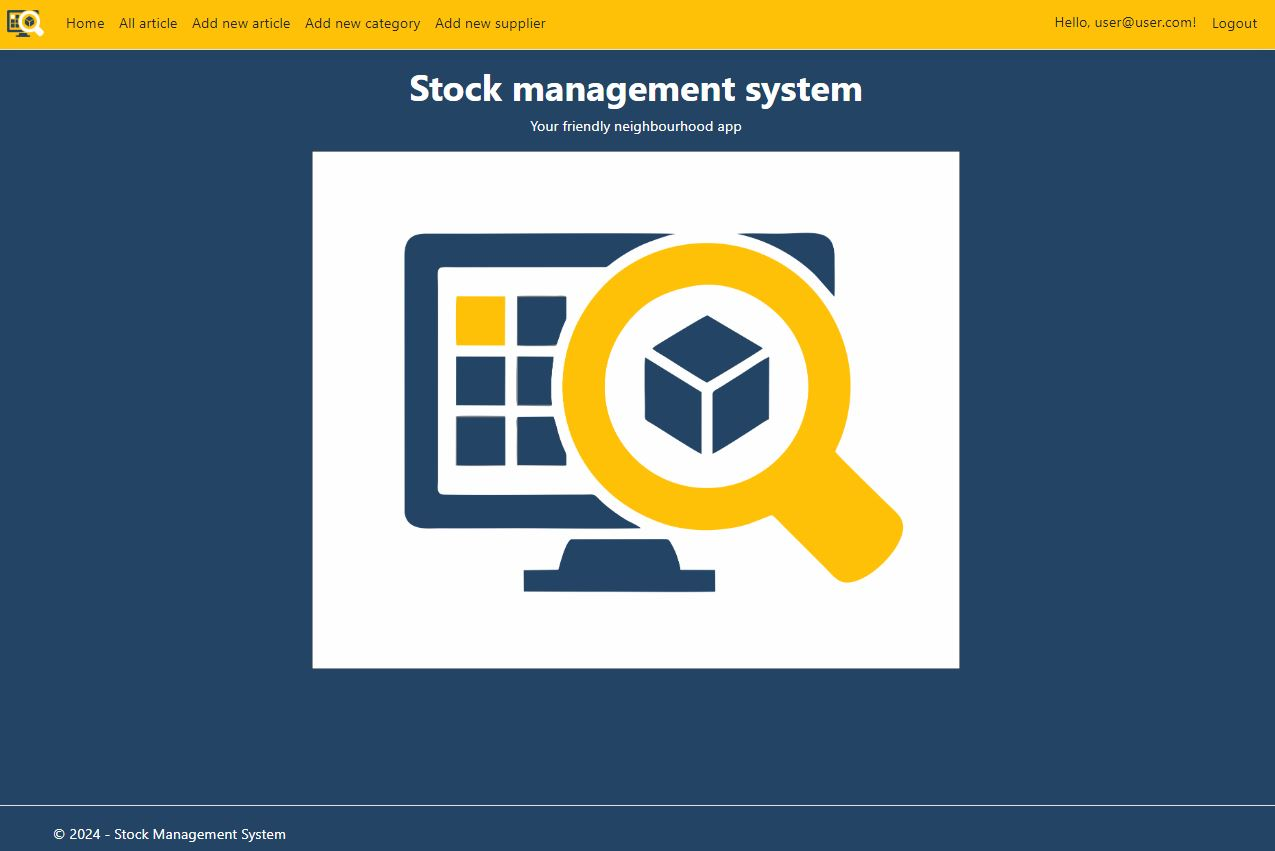 Home All article Add new article Add new category Add new supplier Hello, user@user.com! Logout
Stock management system
Your friendly neighbourhood app
© 2024 - Stock Management System